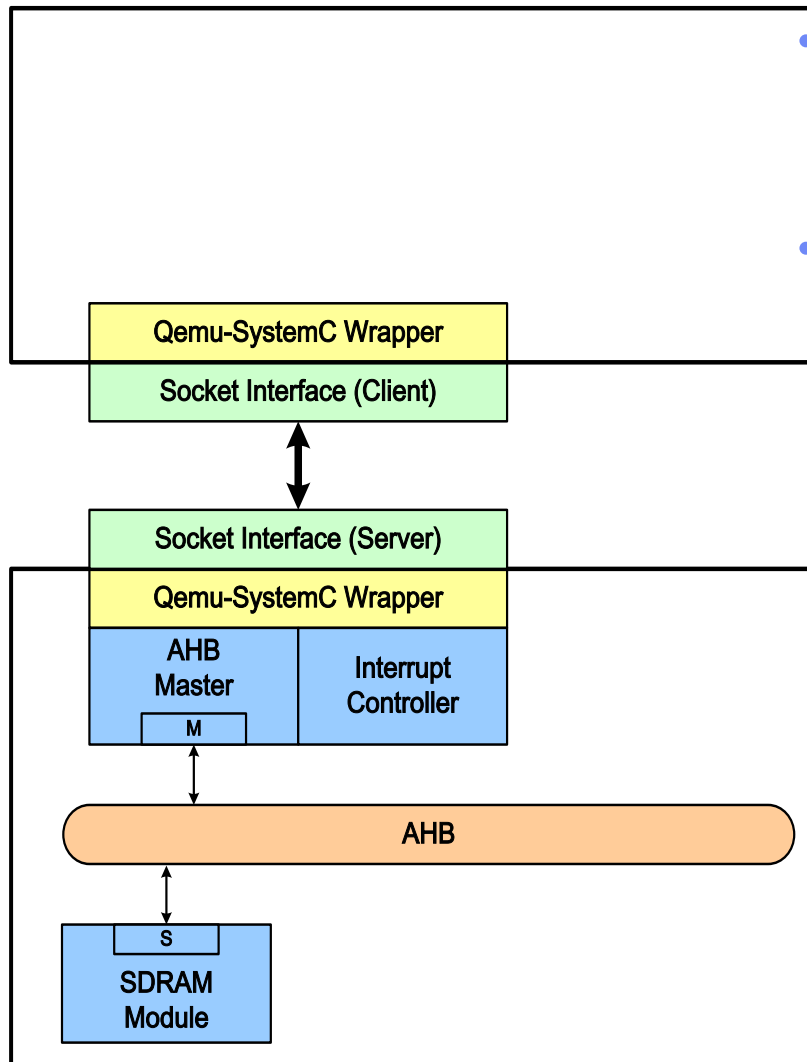 Qemu-SystemC Wrapper
Socket Interface (Client)
Socket Interface (Server)
Qemu-SystemC Wrapper
AHB
Master
Interrupt
Controller
M
AHB
S
SDRAM
Module